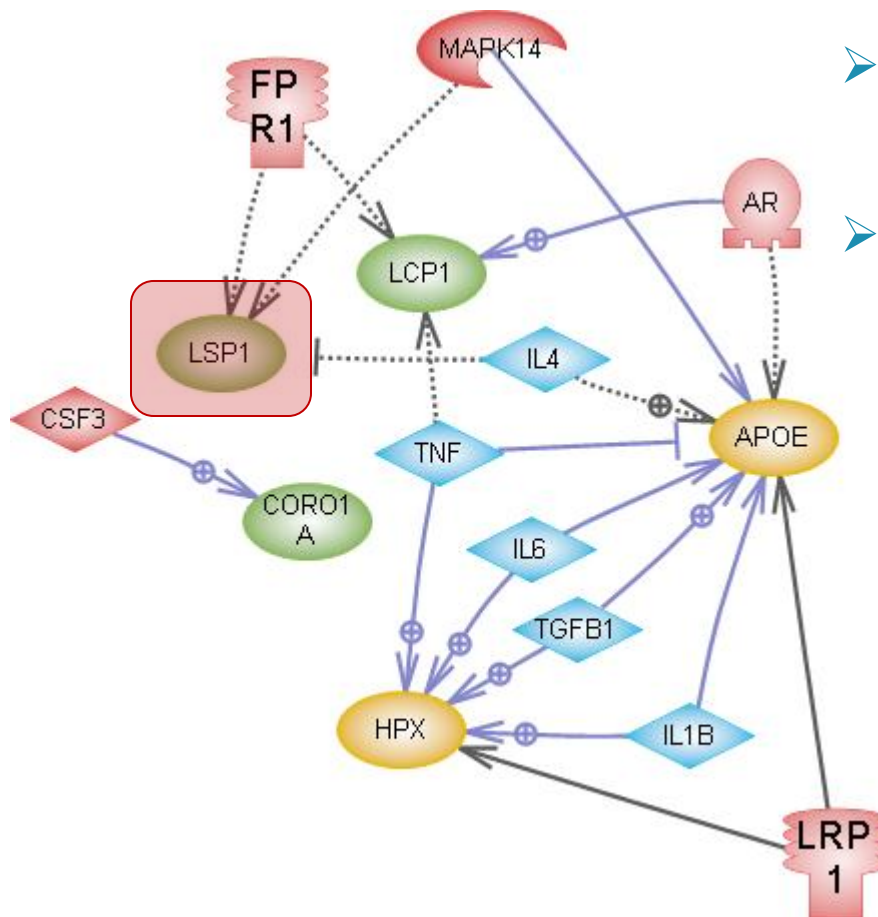 MAPK14
FP
R1
AR
LCP1
LSP1
IL4
CSF3
APOE
TNF
CORO1
A
IL6
TGFB1
HPX
IL1B
LRP
1